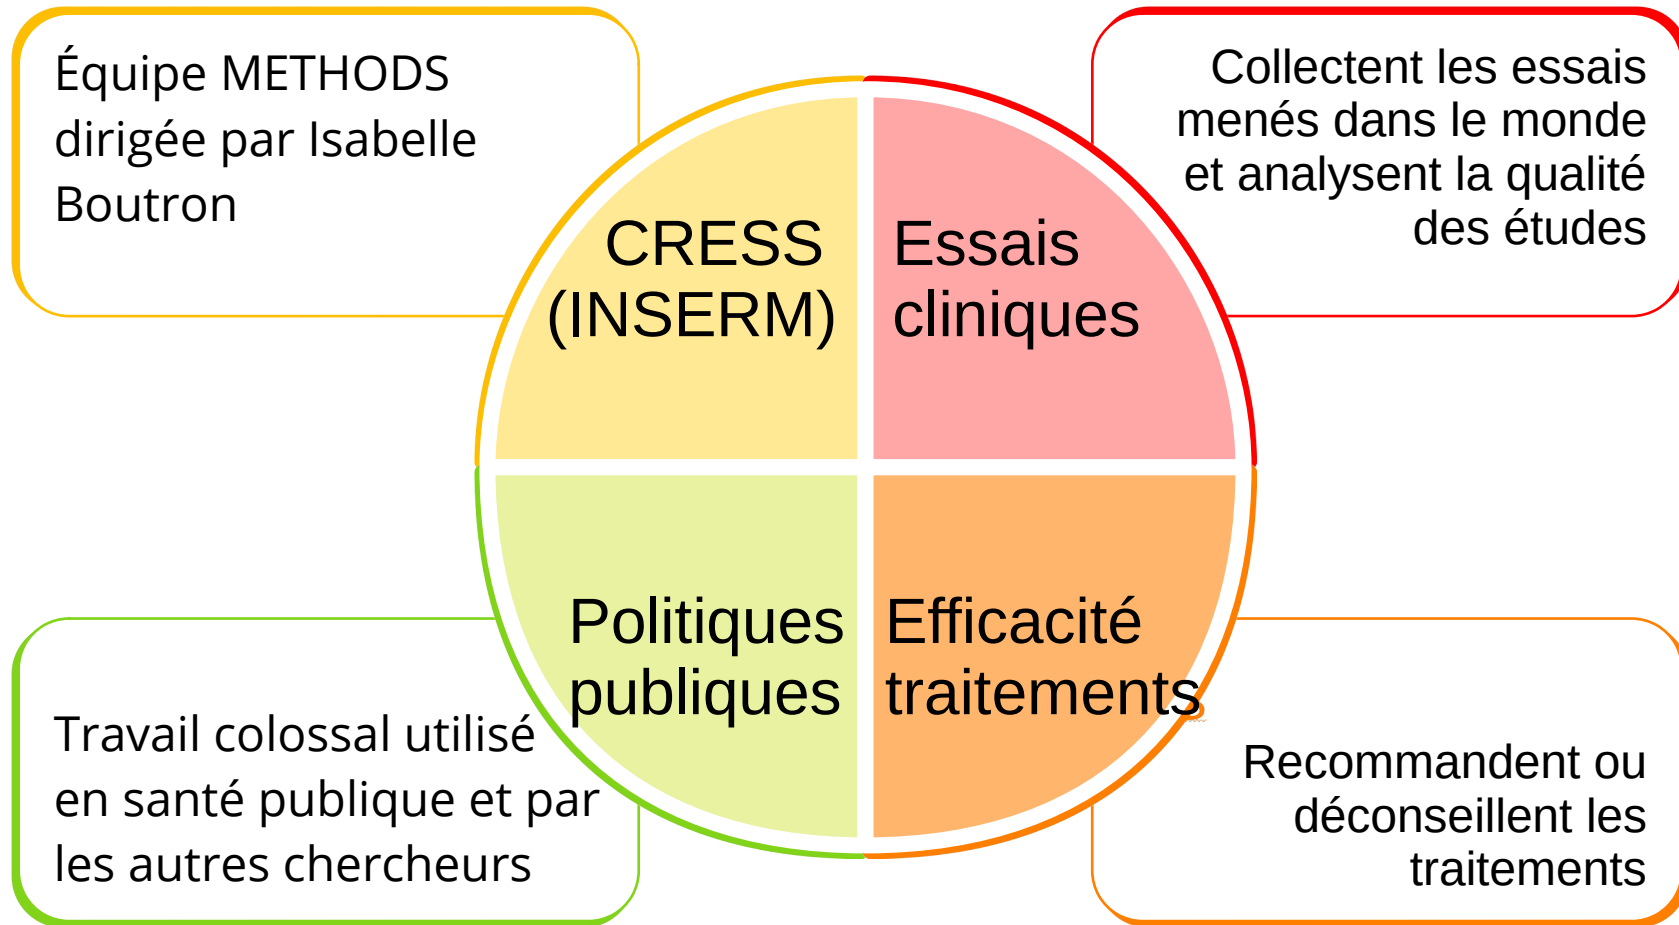 Équipe METHODS
dirigée par Isabelle
Boutron
Collectent les essais
menés dans le monde
et analysent la qualité
des études
CRESS
(INSERM)
Essais
cliniques
Politiques
publiques
Efficacité
traitements
Travail colossal utilisé
en santé publique et par
les autres chercheurs
Recommandent ou
déconseillent les
traitements